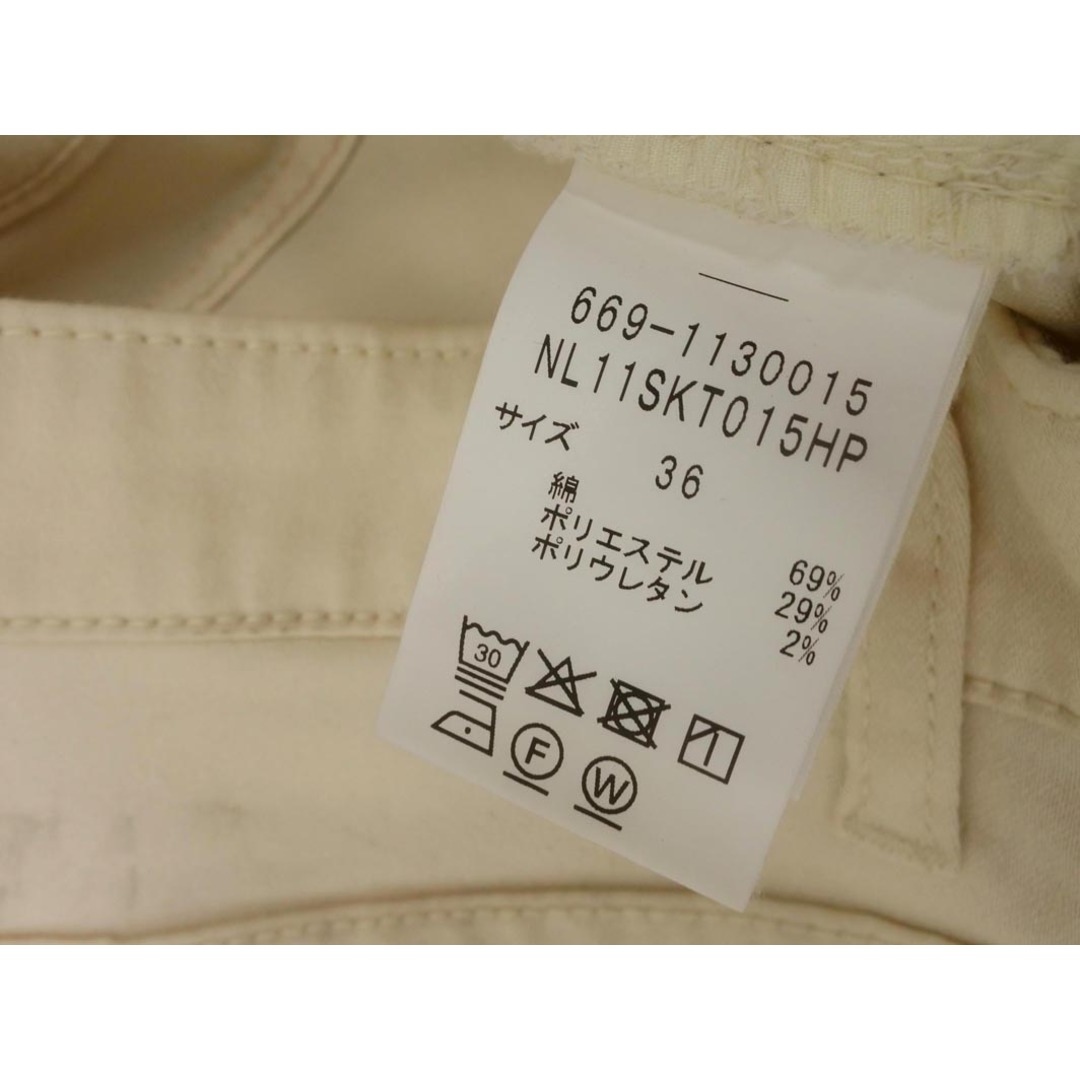 669-1130015
NL11SKT015HP
サイズ 36
綿 69%
ポリエステル 29%
ポリウレタン 2%
30
F
W